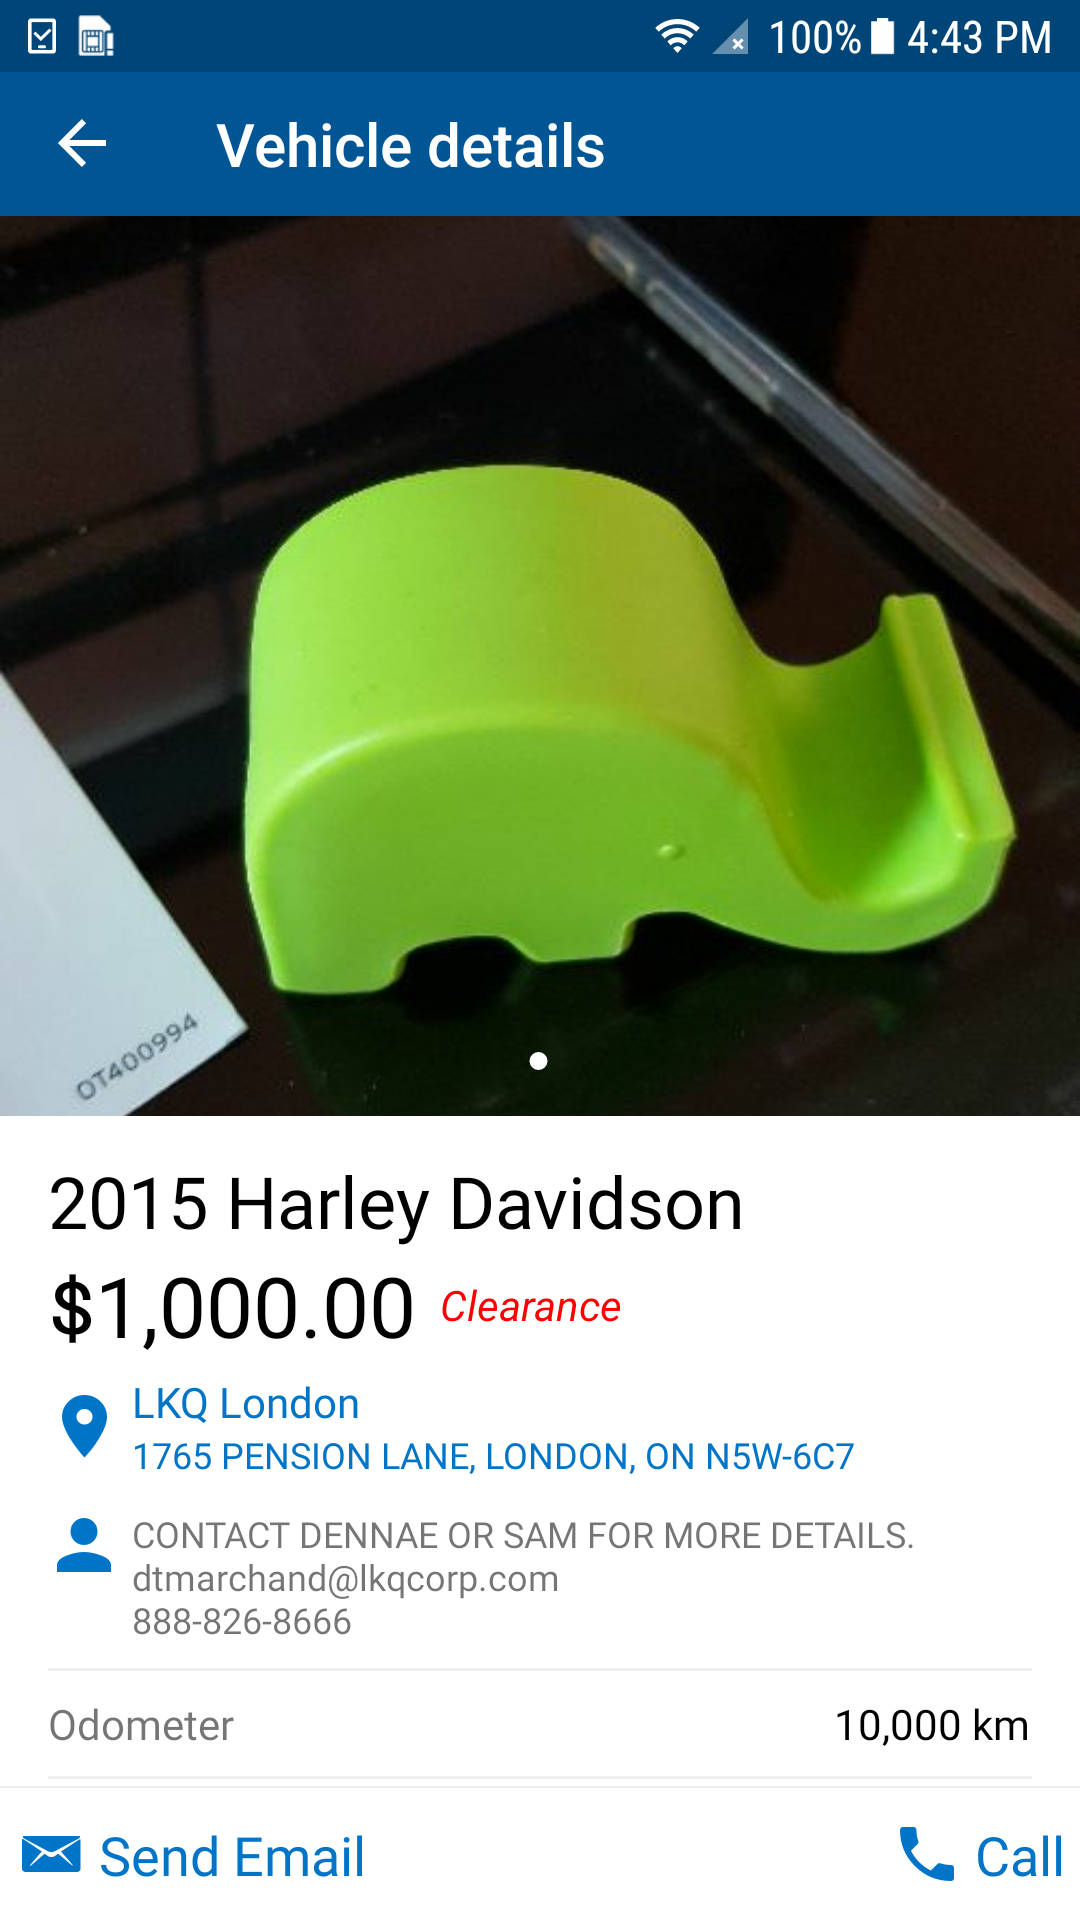 100% 4:43 PM
Vehicle details
OT400994
2015 Harley Davidson
$1,000.00 Clearance
LKQ London
1765 PENSION LANE, LONDON, ON N5W-6C7
CONTACT DENNAE OR SAM FOR MORE DETAILS.
dtmarchand@lkqcorp.com
888-826-8666
Odometer 10,000 km
Send Email Call